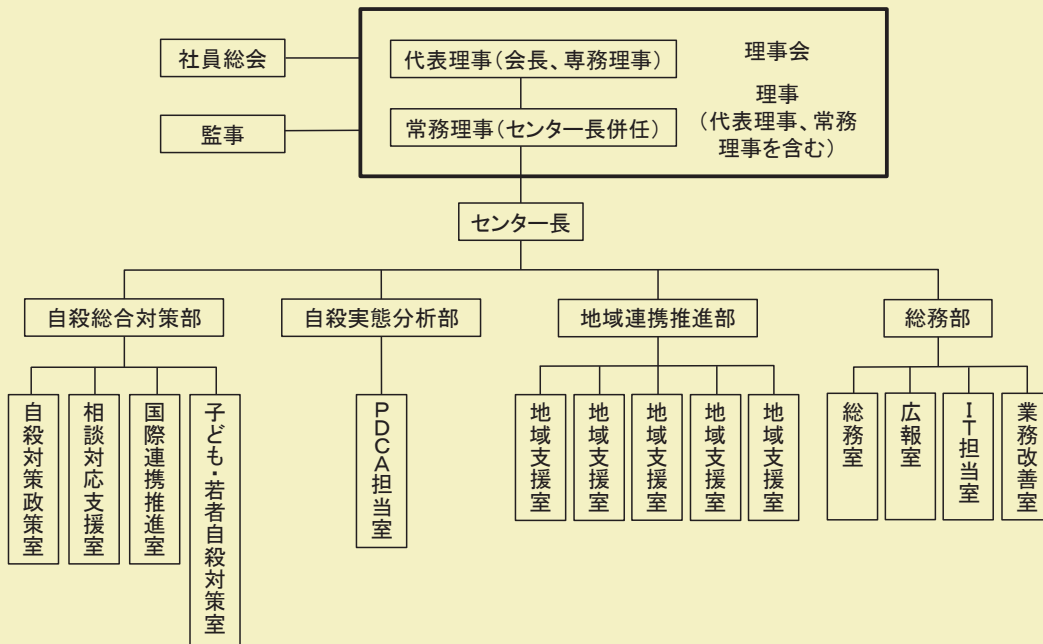 社員総会
代表理事（会長、専務理事）
理事会
監事
常務理事（センター長併任）
理事
（代表理事、常務
理事を含む）
センター長
自殺総合対策部
自殺実態分析部
地域連携推進部
総務部
自殺対策政策室
相談対応支援室
国際連携推進室
子ども・若者自殺対策室
PDCA担当室
地域支援室
地域支援室
地域支援室
地域支援室
地域支援室
総務室
広報室
IT担当室
業務改善室